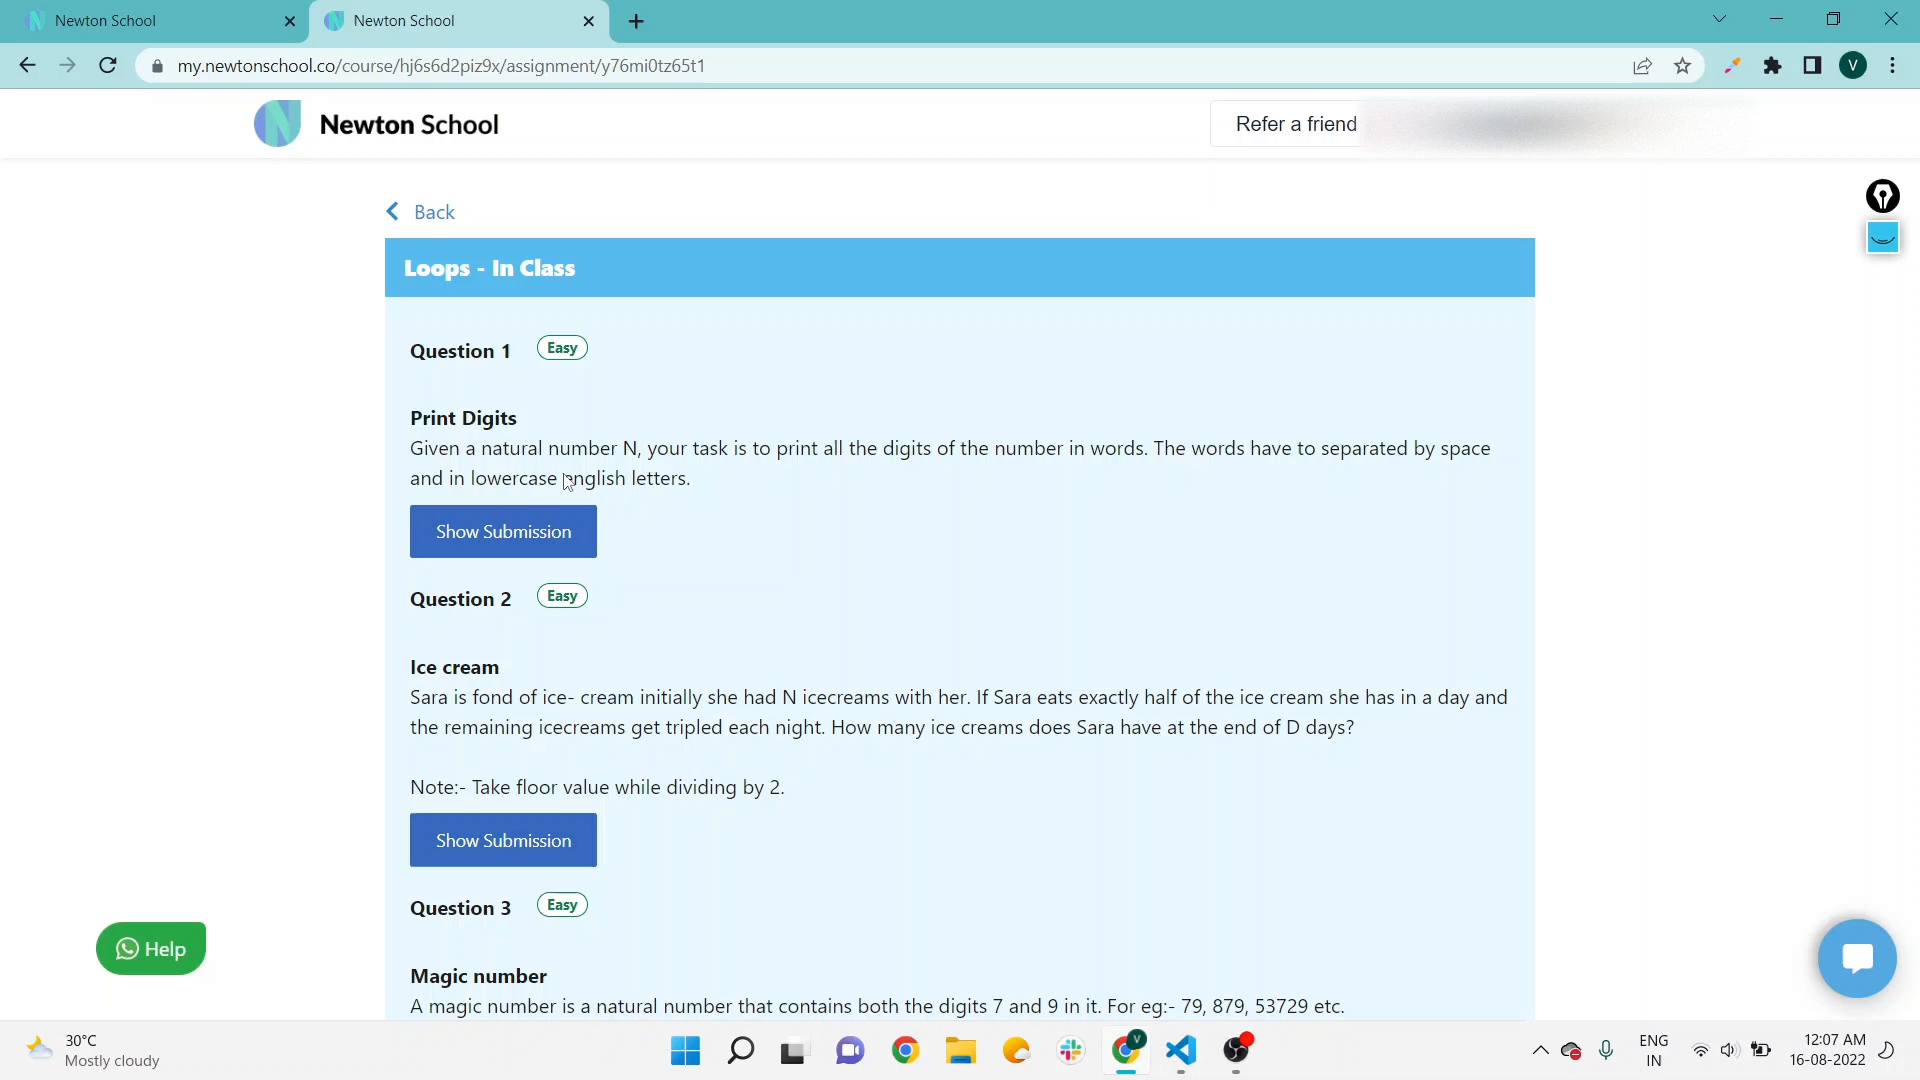 Newton School
Newton School
my.newtonschool.co/course/hj6s6d2piz9x/assignment/y76mi0tz65t1
V
Newton School
Refer a friend
Back
Loops - In Class
Question 1 Easy
Print Digits
Given a natural number N, your task is to print all the digits of the number in words. The words have to separated by space
and in lowercase english letters.
Show Submission
Question 2 Easy
Ice cream
Sara is fond of ice- cream initially she had N icecreams with her. If Sara eats exactly half of the ice cream she has in a day and
the remaining icecreams get tripled each night. How many ice creams does Sara have at the end of D days?
Note:- Take floor value while dividing by 2.
Show Submission
Question 3 Easy
Magic number
A magic number is a natural number that contains both the digits 7 and 9 in it. For eg:- 79, 879, 53729 etc.
Help
30°C
Mostly cloudy
V
ENG
IN
12:07 AM
16-08-2022